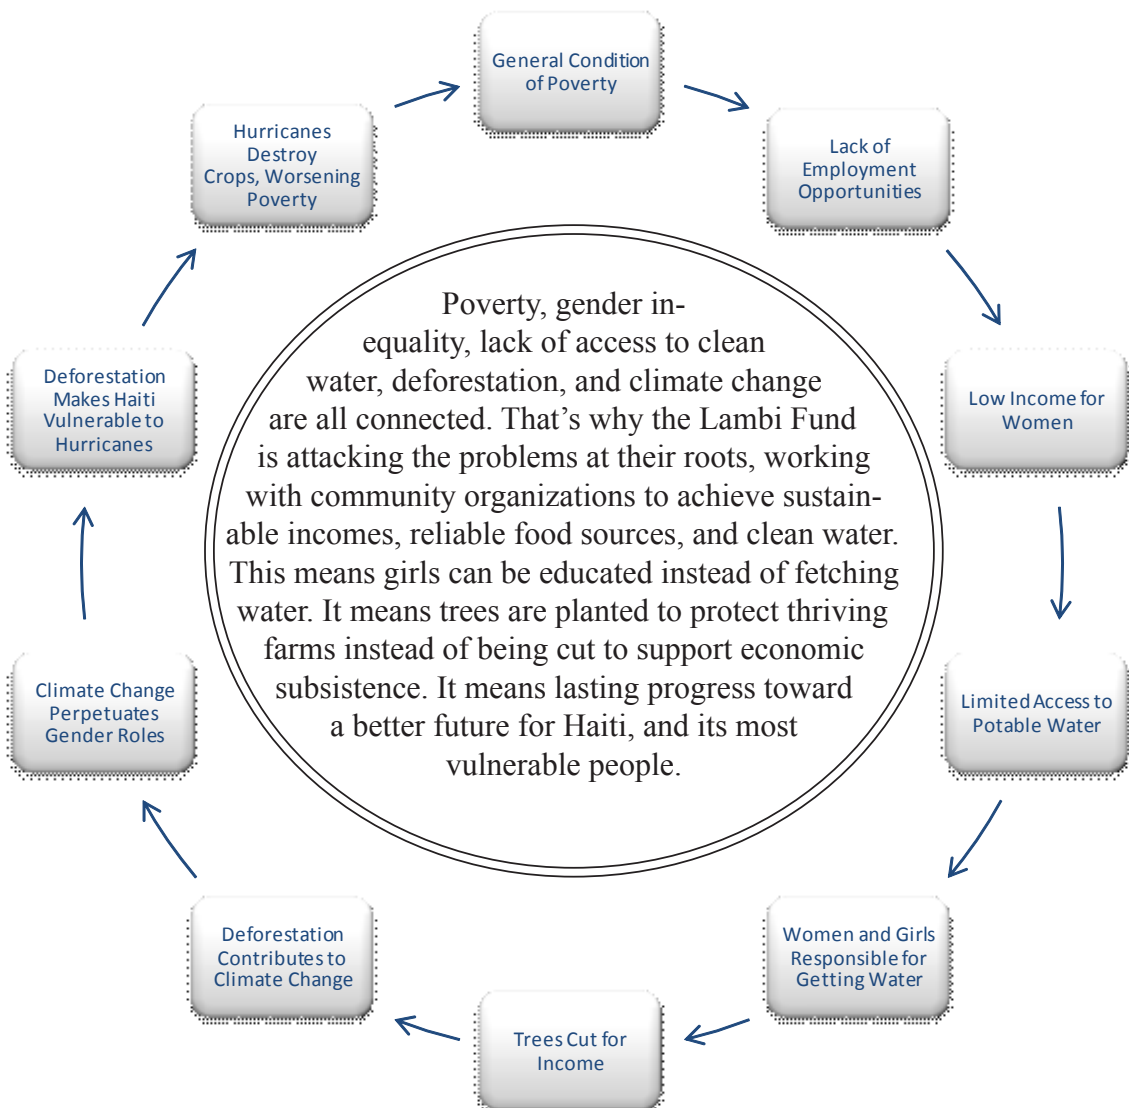 General Condition
of Poverty
Lack of
Employment
Opportunities
Low Income for
Women
Limited Access to
Potable Water
Women and Girls
Responsible for
Getting Water
Trees Cut for
Income
Deforestation
Contributes to
Climate Change
Climate Change
Perpetuates
Gender Roles
Deforestation
Makes Haiti
Vulnerable to
Hurricanes
Hurricanes
Destroy
Crops, Worsening
Poverty
Poverty, gender in-
equality, lack of access to clean
water, deforestation, and climate change
are all connected. That’s why the Lambi Fund
is attacking the problems at their roots, working
with community organizations to achieve sustain-
able incomes, reliable food sources, and clean water.
This means girls can be educated instead of fetching
water. It means trees are planted to protect thriving
farms instead of being cut to support economic
subsistence. It means lasting progress toward
a better future for Haiti, and its most
vulnerable people.